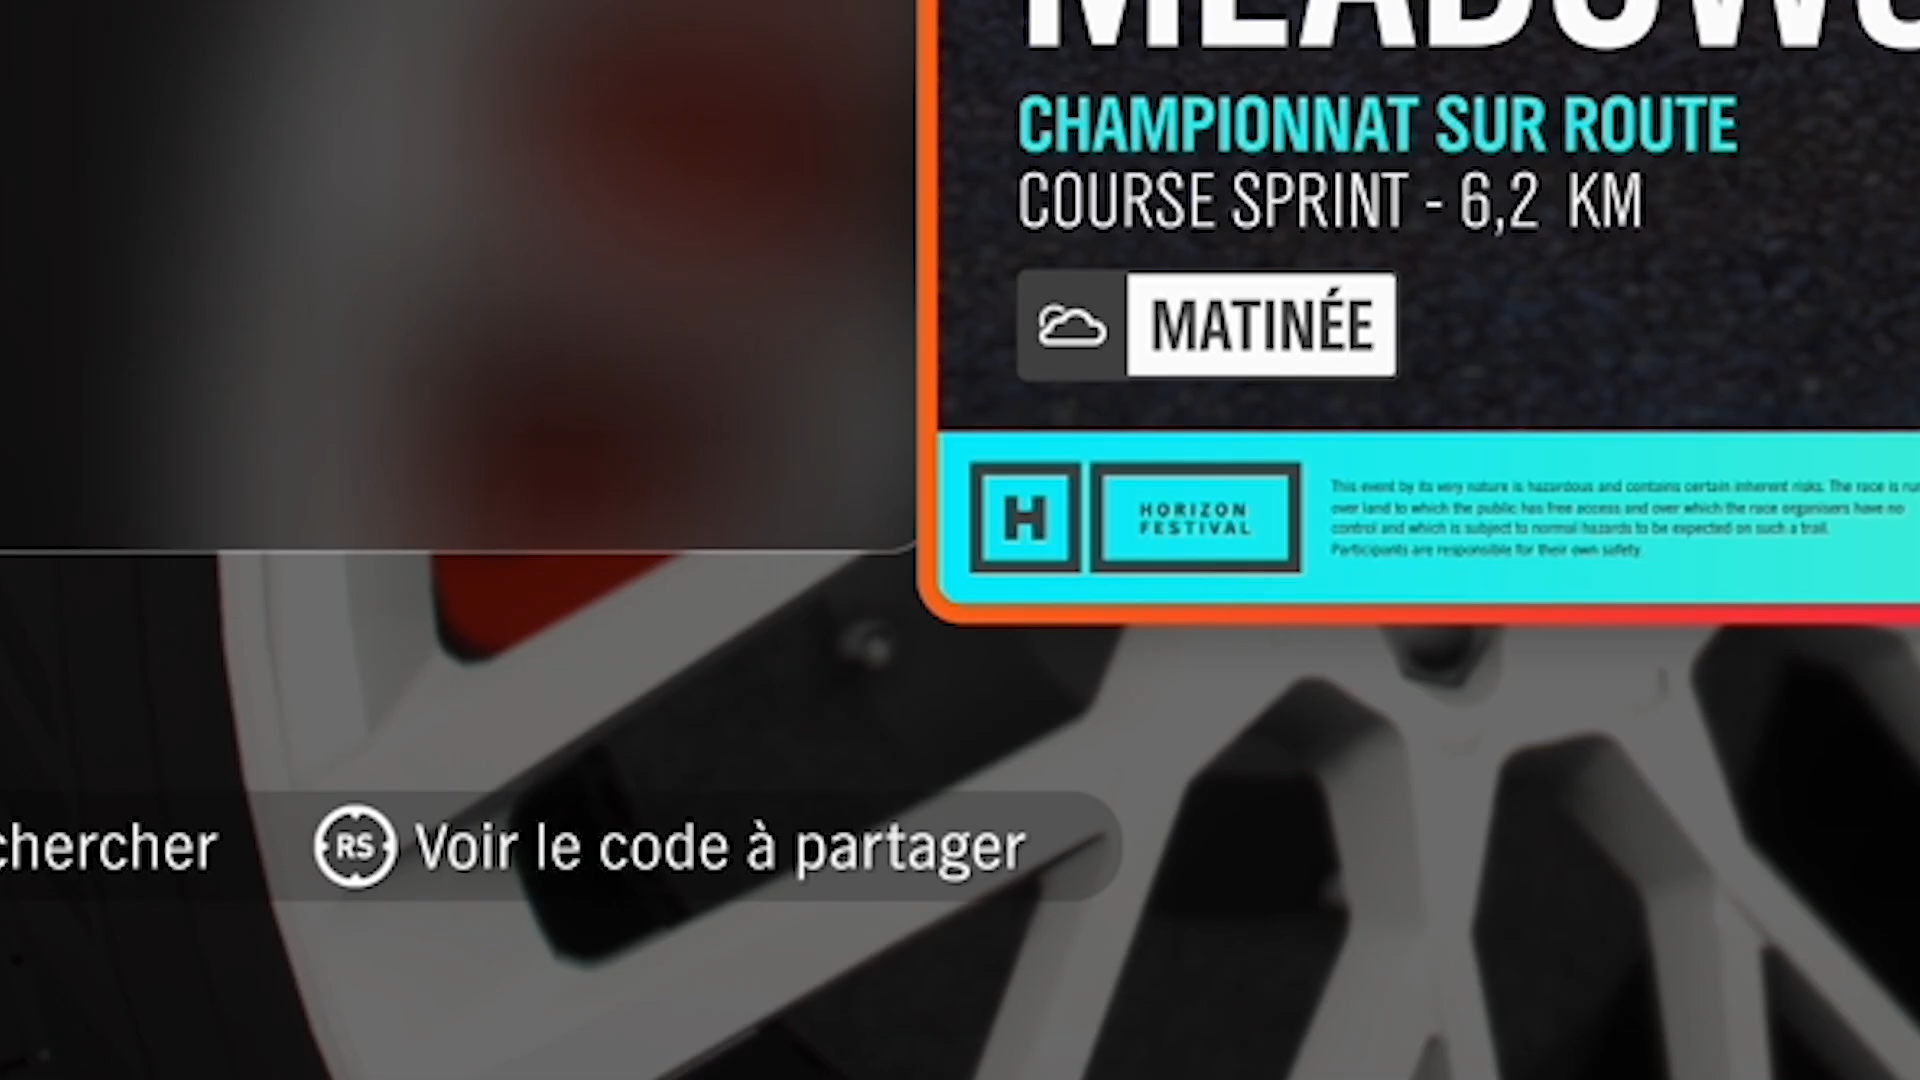 CHAMPIONNAT SUR ROUTE
COURSE SPRINT - 6,2 KM
MATINÉE
H
HORIZON
FESTIVAL
This event by its very nature is hazardous and contains certain inherent risks. The race is
over land to which the public has free access and over which the race organisers have no
control and which is subject to normal hazards to be expected on such a trail.
Participants are responsible for their own safety.
chercher
RS Voir le code à partager